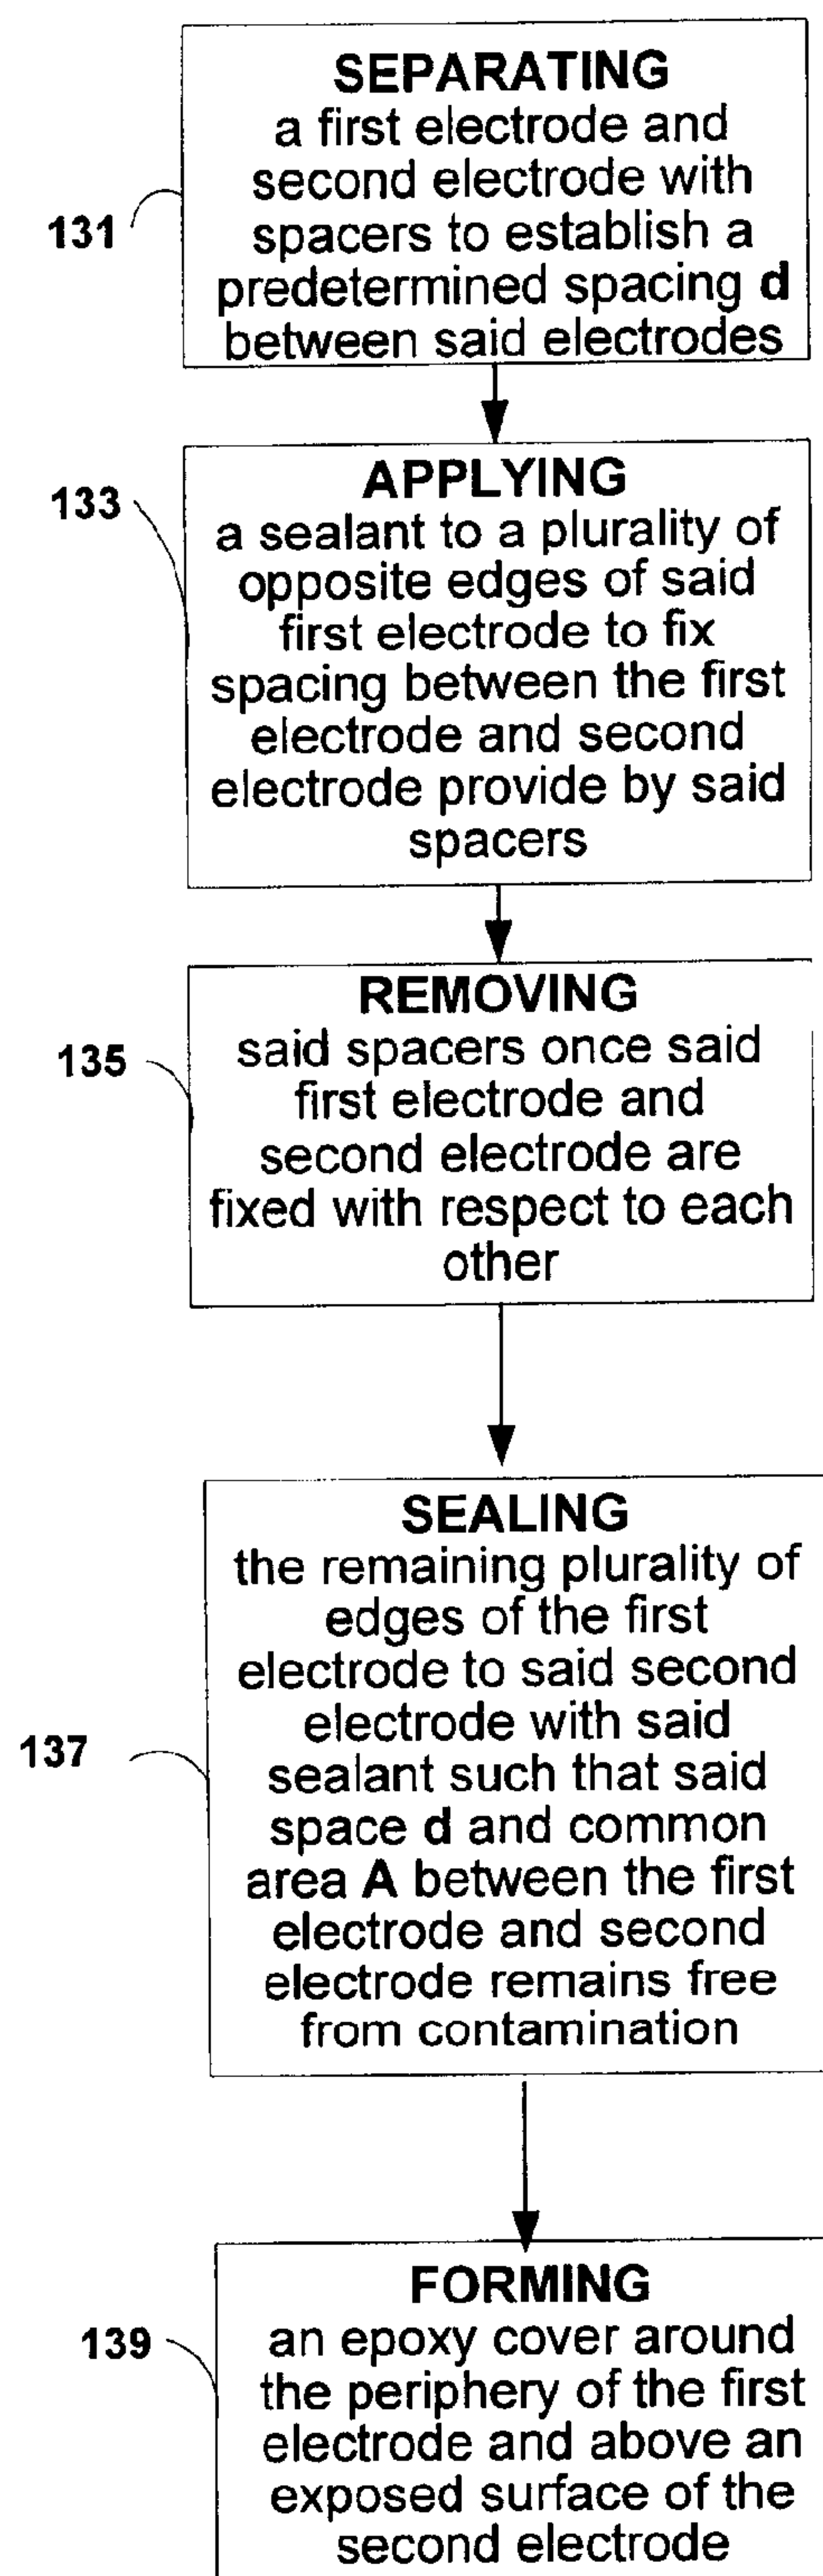 SEPARATING
a first electrode and
second electrode with
spacers to establish a
predetermined spacing d
between said electrodes
131
APPLYING
a sealant to a plurality of
opposite edges of said
first electrode to fix
spacing between the first
electrode and second
electrode provide by said
spacers
133
REMOVING
said spacers once said
first electrode and
second electrode are
fixed with respect to each
other
135
SEALING
the remaining plurality of
edges of the first
electrode to said second
electrode with said
sealant such that said
space d and common
area A between the first
electrode and second
electrode remains free
from contamination
137
FORMING
an epoxy cover around
the periphery of the first
electrode and above an
exposed surface of the
second electrode
139